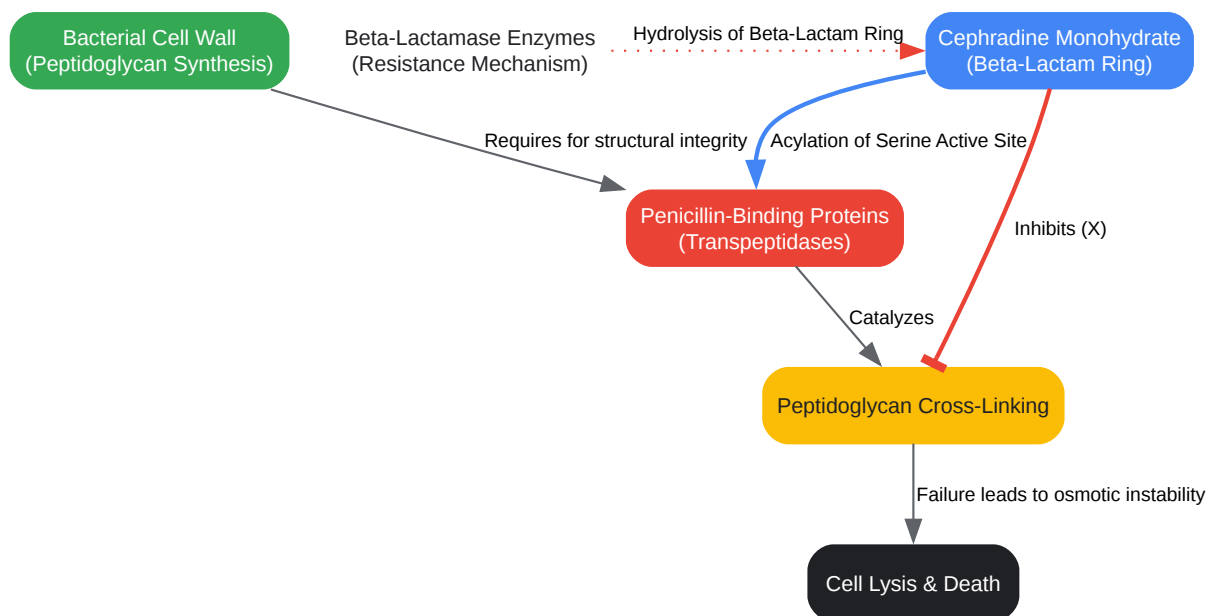 Bacterial Cell Wall
(Peptidoglycan Synthesis)
Beta-Lactamase Enzymes
(Resistance Mechanism)
Hydrolysis of Beta-Lactam Ring
Cephradine Monohydrate
(Beta-Lactam Ring)
Requires for structural integrity
Acylation of Serine Active Site
Penicillin-Binding Proteins
(Transpeptidases)
Inhibits (X)
Catalyzes
Peptidoglycan Cross-Linking
Failure leads to osmotic instability
Cell Lysis & Death